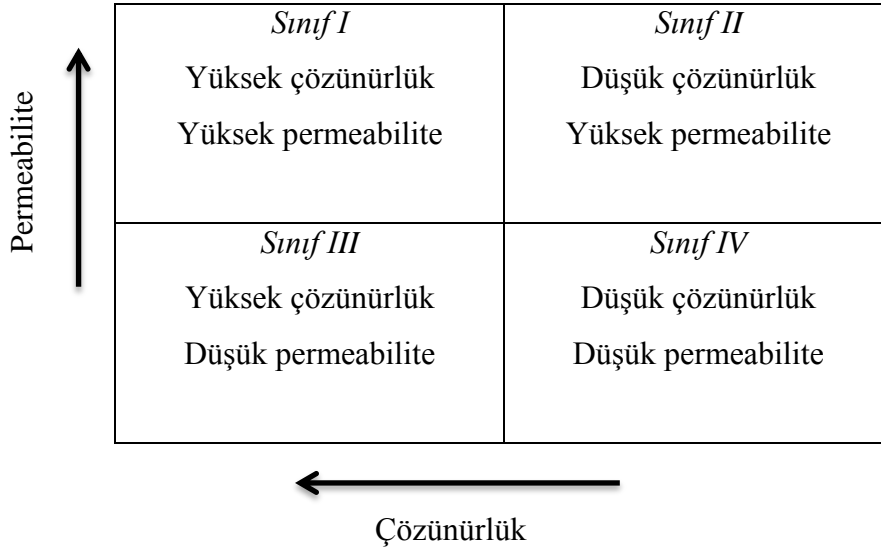 Permeabilite
Sınıf I
Yüksek çözünürlük
Yüksek permeabilite
Sınıf II
Düşük çözünürlük
Yüksek permeabilite
Sınıf III
Yüksek çözünürlük
Düşük permeabilite
Sınıf IV
Düşük çözünürlük
Düşük permeabilite
Çözünürlük